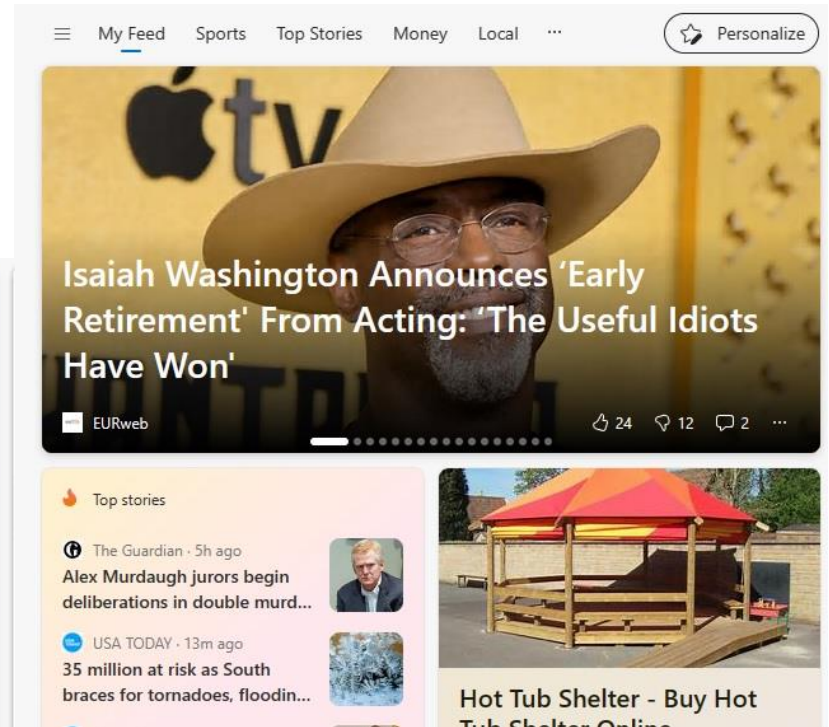 My Feed Sports Top Stories Money Local ... Personalize
tv
Isaiah Washington Announces ‘Early
Retirement' From Acting: ‘The Useful Idiots
Have Won'
EURweb 24 12 2 ...
Top stories
The Guardian · 5h ago
Alex Murdaugh jurors begin
deliberations in double murd...
USA TODAY · 13m ago
35 million at risk as South
braces for tornadoes, floodin...
Hot Tub Shelter - Buy Hot
Tub Shelter Online